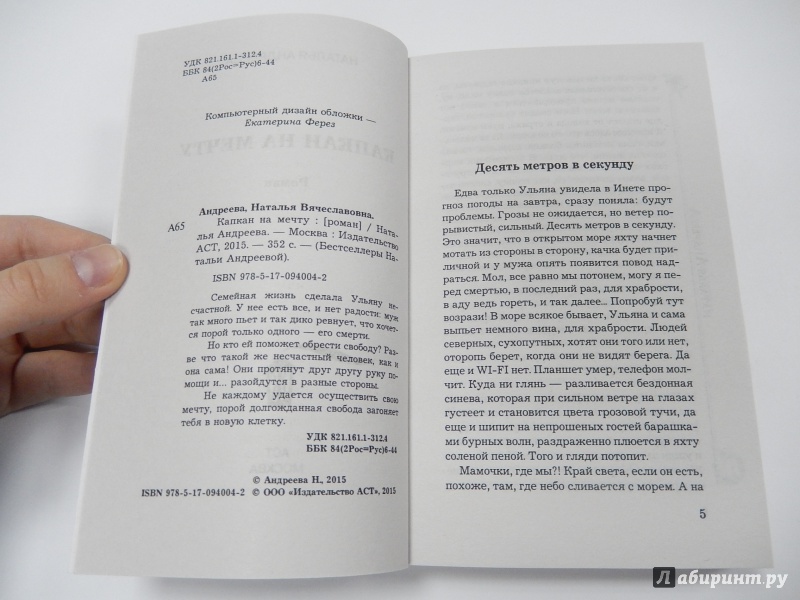 УДК 821.161.1-312.4
ББК 84(2Рос=Рус)6-44
А65
Компьютерный дизайн обложки —
Екатерина Ферез
Андреева, Наталья Вячеславовна.
А65 Капкан на мечту : [роман] / Ната-
лья Андреева. — Москва : Издательство
АСТ, 2015. — 352 с. — (Бестселлеры На-
тальи Андреевой).
ISBN 978-5-17-094004-2
Семейная жизнь сделала Ульяну нес-
счастной. У нее есть все, и нет радости: муж
так много пьет и так дико ревнует, что хочет-
ся порой только одного — его смерти.
Но кто ей поможет обрести свободу? Раз-
ве что такой же несчастный человек, как и
она сама! Они протянут друг другу руку по-
мощи и... разойдутся в разные стороны.
Не каждому удается осуществить свою
мечту, порой долгожданная свобода загоняет
тебя в новую клетку.
УДК 821.161.1-312.4
ББК 84(2Рос=Рус)6-44
© Андреева Н., 2015
ISBN 978-5-17-094004-2 © ООО «Издательство АСТ», 2015
Десять метров в секунду
Едва только Ульяна увидела в Инете про-
гноз погоды на завтра, сразу поняла: будут
проблемы. Грозы не ожидается, но ветер по-
рывистый, сильный. Десять метров в секунду.
Это значит, что в открытом море яхту начнет
мотать из стороны в сторону, качка будет при-
личной и у мужа опять появится повод над-
раться. Мол, все равно мы потонем, могу я пе-
ред смертью, в последний раз, для храбрости,
в аду ведь гореть, и так далее... Попробуй тут
возрази! В море всякое бывает, Ульяна и сама
выпьет немного вина, для храбрости. Людей
северных, сухопутных, хотят они того или нет,
оторопь берет, когда они не видят берега. Да
еще и WI-FI нет. Планшет умер, телефон мол-
чит. Куда ни глянь — разливается бездонная
синева, которая при сильном ветре на глазах
густеет и становится цвета грозовой тучи, да
еще и шипит на непрошеных гостей барашка-
ми бурных волн, раздраженно плюется в яхту
соленой пеной. Того и гляди потопит.
Мамочки, где мы?! Край света, если он есть,
похоже, там, где небо сливается с морем. А на
5
Лабиринт.ру